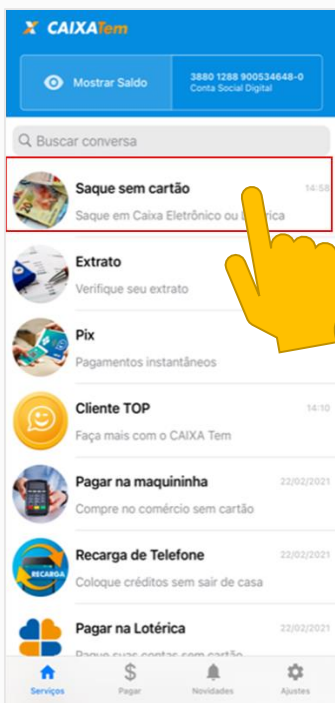 CAIXATem
Mostrar Saldo
3880 1288 900534648-0
Conta Social Digital
Buscar conversa
Saque sem cartão 14:58
Saque em Caixa Eletrônico ou
Extrato
Verifique seu extrato
Pix
Pagamentos instantâneos
Cliente TOP 14:10
Faça mais com o CAIXA Tem
Pagar na maquininha 22/02/2021
Compre no comércio sem cartão
RECARGA
Recarga de Telefone 22/02/2021
Coloque créditos sem sair de casa
Pagar na Lotérica 22/02/2021
Pague suas contas sem cartão
Serviços Pagar Novidades Ajustes